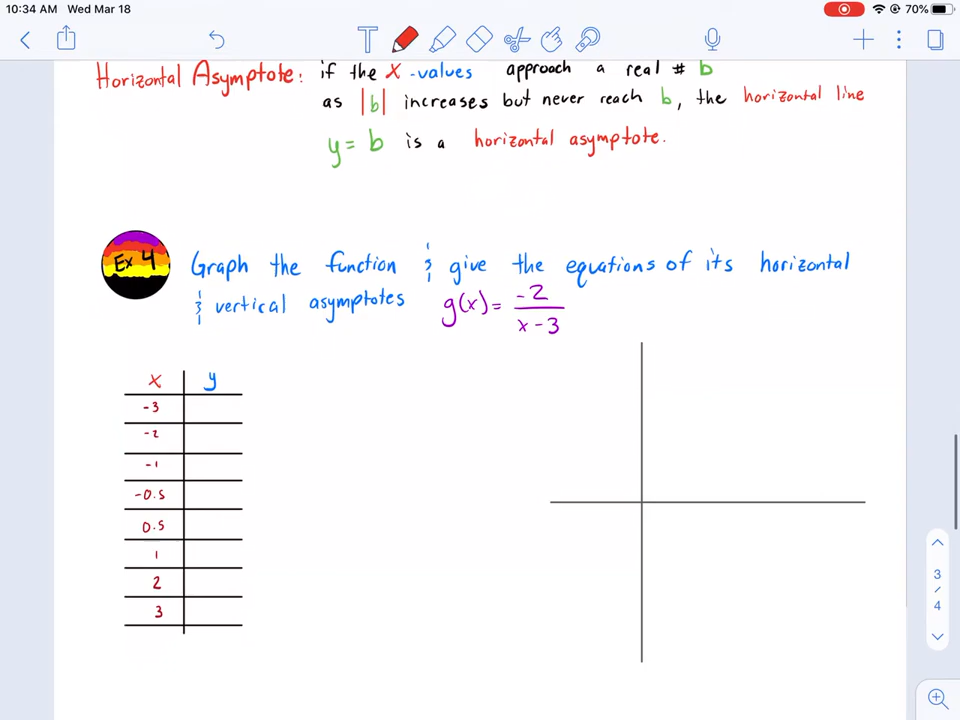 10:34 AM Wed Mar 18
70%
Horizontal Asymptote: if the x-values approach a real # b
as |b| increases but never reach b, the horizontal line
y = b is a horizontal asymptote.
Ex 4 Graph the function & give the equations of its horizontal
& vertical asymptotes g(x) = -2 / x - 3
x y
-3
-2
-1
-0.5
0.5
1
2
3
3
/
4